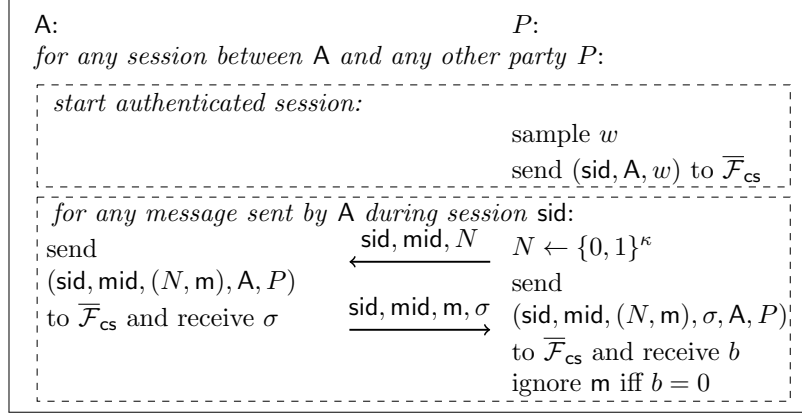 A: P:
for any session between A and any other party P:
start authenticated session:
sample w
send (sid, A, w) to F̅cs
for any message sent by A during session sid:
send sid, mid, N N ← {0, 1}^κ
(sid, mid, (N, m), A, P) send
to F̅cs and receive σ sid, mid, m, σ (sid, mid, (N, m), σ, A, P)
to F̅cs and receive b
ignore m iff b = 0